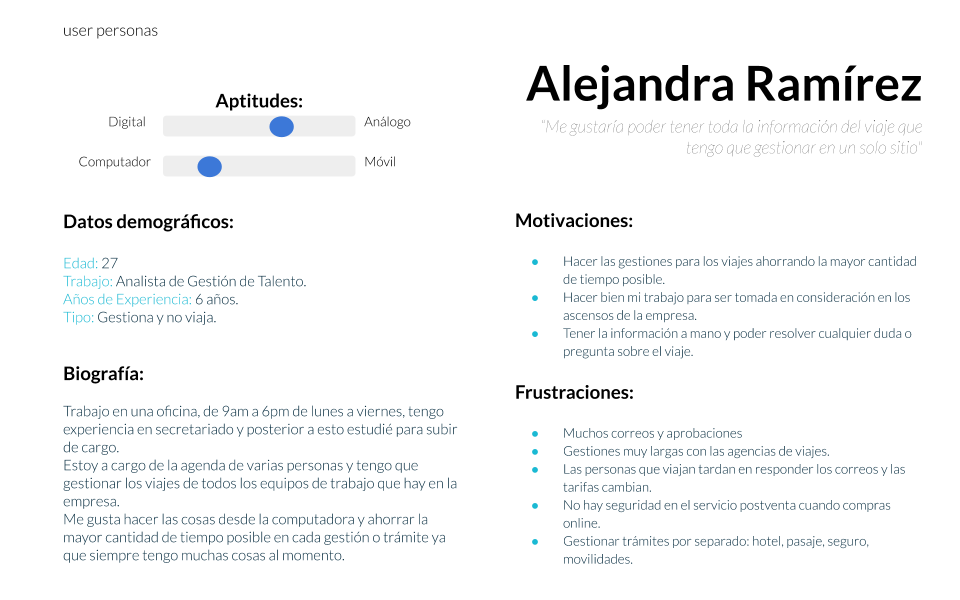 user personas
Aptitudes:
Digital
Análogo
Computador
Móvil
Datos demográficos:
Edad: 27
Trabajo: Analista de Gestión de Talento.
Años de Experiencia: 6 años.
Tipo: Gestiona y no viaja.
Biografía:
Trabajo en una oficina, de 9am a 6pm de lunes a viernes, tengo
experiencia en secretariado y posterior a esto estudié para subir
de cargo.
Estoy a cargo de la agenda de varias personas y tengo que
gestionar los viajes de todos los equipos de trabajo que hay en la
empresa.
Me gusta hacer las cosas desde la computadora y ahorrar la
mayor cantidad de tiempo posible en cada gestión o trámite ya
que siempre tengo muchas cosas al momento.
Alejandra Ramírez
"Me gustaría poder tener toda la información del viaje que
tengo que gestionar en un solo sitio"
Motivaciones:
● Hacer las gestiones para los viajes ahorrando la mayor cantidad
de tiempo posible.
● Hacer bien mi trabajo para ser tomada en consideración en los
ascensos de la empresa.
● Tener la información a mano y poder resolver cualquier duda o
pregunta sobre el viaje.
Frustraciones:
● Muchos correos y aprobaciones
● Gestiones muy largas con las agencias de viajes.
● Las personas que viajan tardan en responder los correos y las
tarifas cambian.
● No hay seguridad en el servicio postventa cuando compras
online.
● Gestionar trámites por separado: hotel, pasaje, seguro,
movilidades.